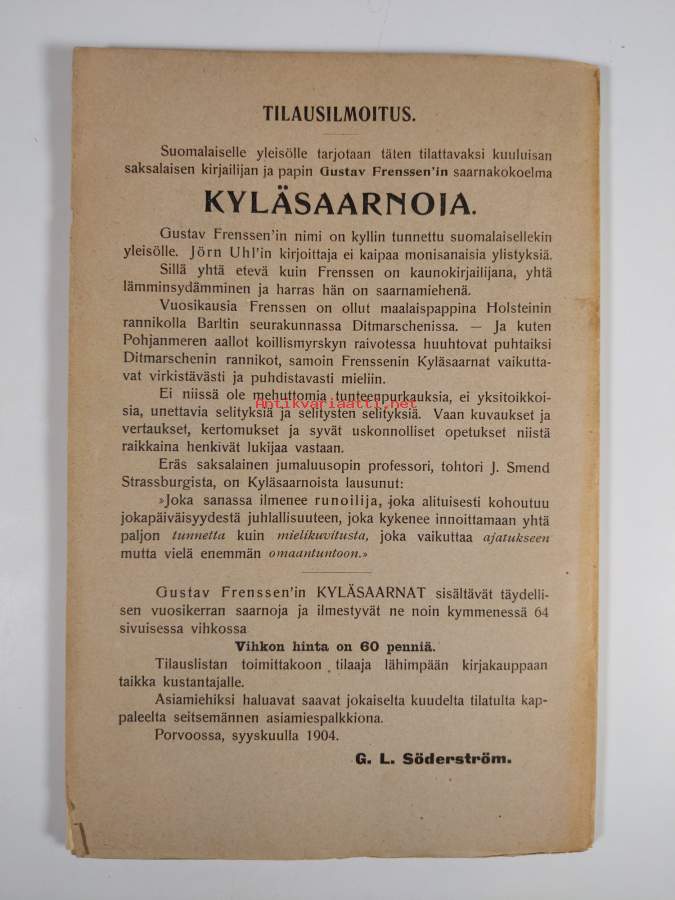 TILAUSILMOITUS.
Suomalaiselle yleisölle tarjotaan täten tilattavaksi kuuluisan
saksalaisen kirjailijan ja papin Gustav Frenssen'in saarnakokoelma
KYLÄSAARNOJA.
Gustav Frenssen'in nimi on kyllin tunnettu suomalaisellekin
yleisölle. Jörn Uhl'in kirjoittaja ei kaipaa monisanaisia ylistyksiä.
Sillä yhtä etevä kuin Frenssen on kaunokirjailijana, yhtä
lämminsydämminen ja harras hän on saarnamiehenä.
Vuosikausia Frenssen on ollut maalaispappina Holsteinin
rannikolla Barltin seurakunnassa Ditmarschenissa. — Ja kuten
Pohjanmeren aallot koillismyrskyn raivotessa huuhtovat puhtaiksi
Ditmarschenin rannikot, samoin Frenssenin Kyläsaarnat vaikutta-
vat virkistävästi ja puhdistavasti mieliin.
Ei niissä ole mehuttomia tunteenpurkauksia, ei yksitoikkoi-
Antikvariaatti.net
sia, unettavia selityksiä ja selitysten selityksiä. Vaan kuvaukset ja
vertaukset, kertomukset ja syvät uskonnolliset opetukset niistä
raikkaina henkivät lukijaa vastaan.
Eräs saksalainen jumaluusopin professori, tohtori J. Smend
Strassburgista, on Kyläsaarnoista lausunut:
»Joka sanassa ilmenee runoilija, joka alituisesti kohoutuu
jokapäiväisyydestä juhlallisuuteen, joka kykenee innoittamaan yhtä
paljon tunnetta kuin mielikuvitusta, joka vaikuttaa ajatukseen
mutta vielä enemmän omaantuntoon.»
Gustav Frenssen'in KYLÄSAARNAT sisältävät täydelli-
sen vuosikerran saarnoja ja ilmestyvät ne noin kymmenessä 64
sivuisessa vihkossa
Vihkon hinta on 60 penniä.
Tilauslistan toimittakoon tilaaja lähimpään kirjakauppaan
taikka kustantajalle.
Asiamiehiksi haluavat saavat jokaiselta kuudelta tilatulta kap-
paleelta seitsemännen asiamiespalkkiona.
Porvoossa, syyskuulla 1904.
G. L. Söderström.